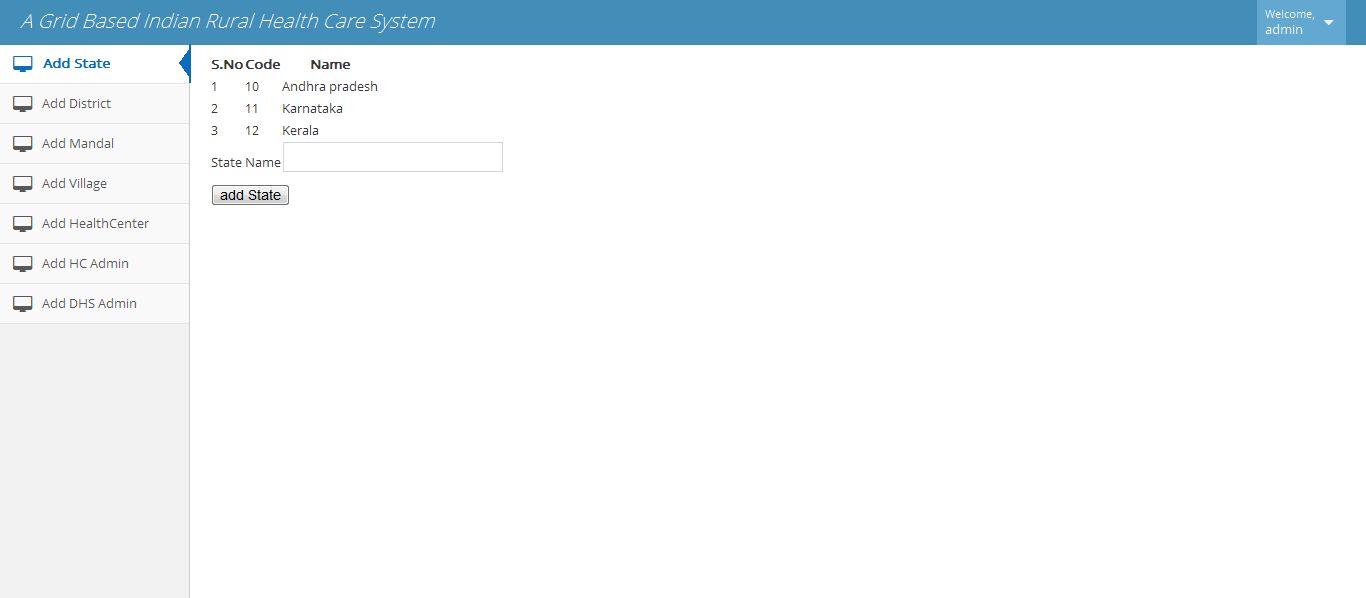 A Grid Based Indian Rural Health Care System
Welcome,
admin
Add State
Add District
Add Mandal
Add Village
Add HealthCenter
Add HC Admin
Add DHS Admin
S.No Code Name
1 10 Andhra pradesh
2 11 Karnataka
3 12 Kerala
State Name
add State